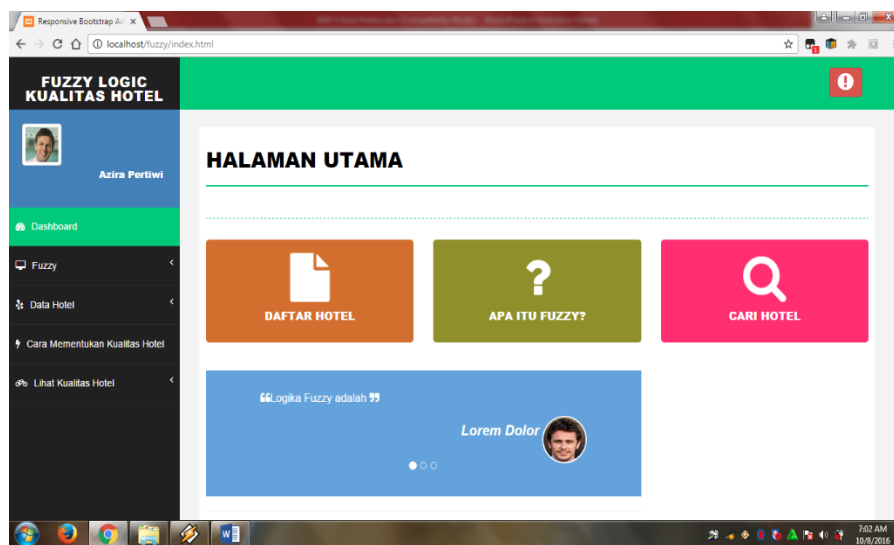 Responsive Bootstrap Ad
localhost/fuzzy/index.html
FUZZY LOGIC
KUALITAS HOTEL
Azira Pertiwi
Dashboard
Fuzzy
Data Hotel
Cara Mementukan Kualitas Hotel
Lihat Kualitas Hotel
HALAMAN UTAMA
DAFTAR HOTEL
APA ITU FUZZY?
CARI HOTEL
❝Logika Fuzzy adalah ❞
Lorem Dolor
7:02 AM
10/8/2016